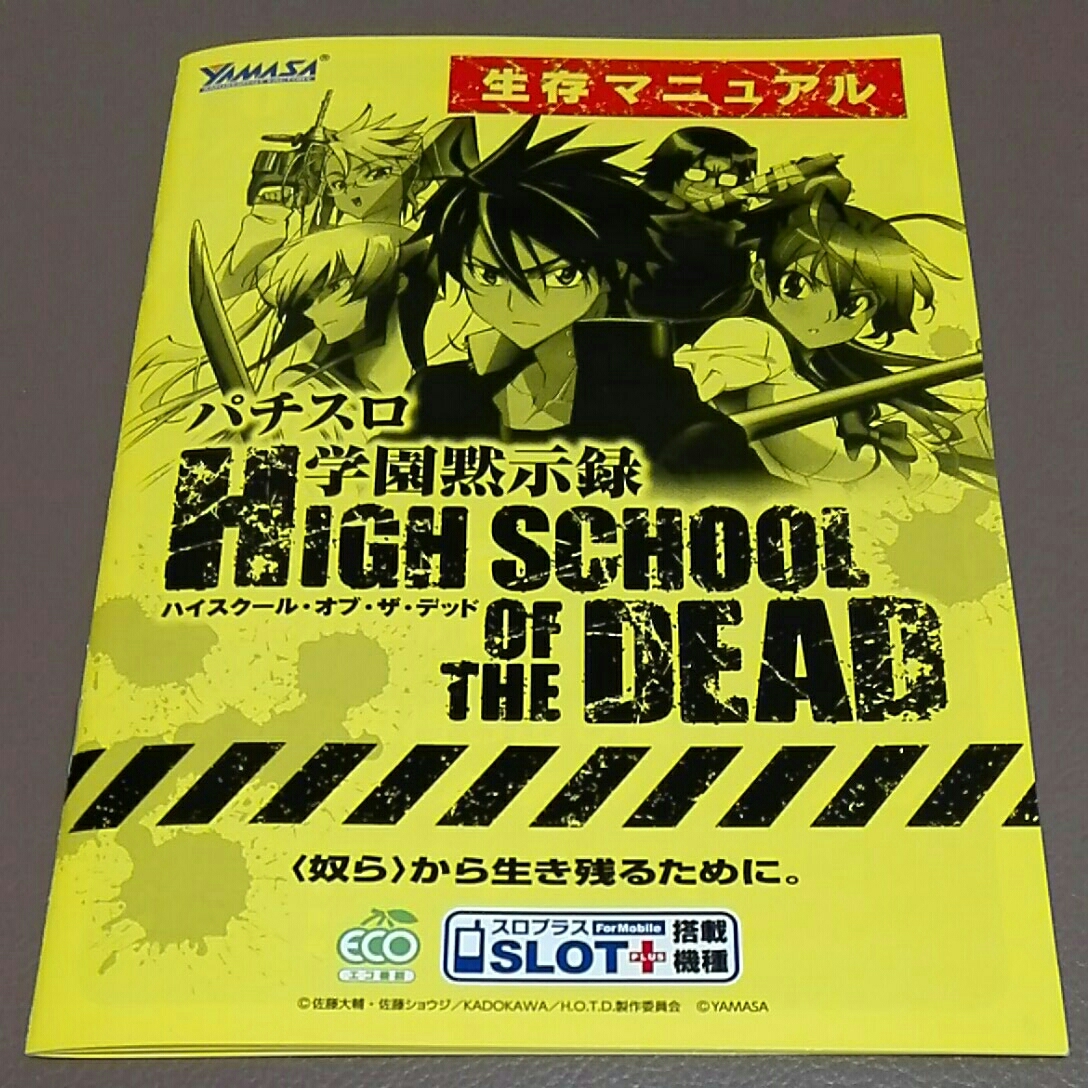 YAMASA®
生存マニュアル
パチスロ
学園黙示録
HIGH SCHOOL
ハイスクール・オブ・ザ・デッド
OF
THE DEAD
〈奴ら〉から生き残るために。
ECO
スロプラス ForMobile
SLOT PLUS
搭載
機種
©佐藤大輔・佐藤ショウジ/KADOKAWA/H.O.T.D.製作委員会 ©YAMASA